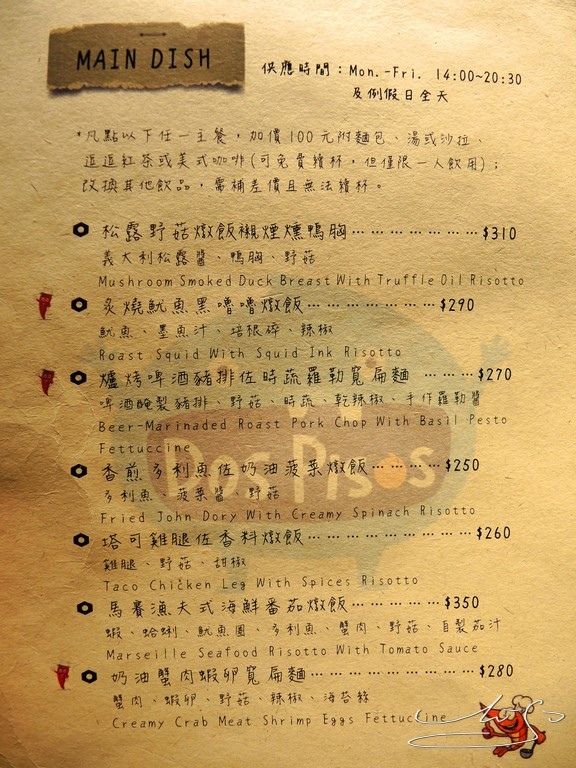 MAIN DISH
供應時間：Mon.-Fri. 14:00~20:30
及例假日全天
*凡點以下任一主餐，加價100元附麵包、湯或沙拉、
逗逗紅茶或美式咖啡(可免費續杯，但僅限一人飲用)；
改換其他飲品，需補差價且無法續杯。
松露野菇燉飯襯煙燻鴨胸…………………$310
義大利松露醬、鴨胸、野菇
Mushroom Smoked Duck Breast With Truffle Oil Risotto
炙燒魷魚黑嚕嚕燉飯…………………$290
魷魚、墨魚汁、培根碎、辣椒
Roast Squid With Squid Ink Risotto
爐烤啤酒豬排佐時蔬羅勒寬扁麵 …………$270
啤酒醃製豬排、野菇、時蔬、乾辣椒、手作羅勒醬
Beer-Marinaded Roast Pork Chop With Basil Pesto
Fettuccine
香煎多利魚佐奶油菠菜燉飯……………$250
多利魚、菠菜醬、野菇
Fried John Dory With Creamy Spinach Risotto
塔可雞腿佐香料燉飯………………………$260
雞腿、野菇、甜椒
Taco Chicken Leg With Spices Risotto
馬賽漁夫式海鮮番茄燉飯………………$350
蝦、蛤蜊、魷魚圈、多利魚、蟹肉、野菇、自製茄汁
Marseille Seafood Risotto With Tomato Sauce
奶油蟹肉蝦卵寬扁麵………………………$280
蟹肉、蝦卵、野菇、辣椒、海苔絲
Creamy Crab Meat Shrimp Eggs Fettuccine
Dos Pisos